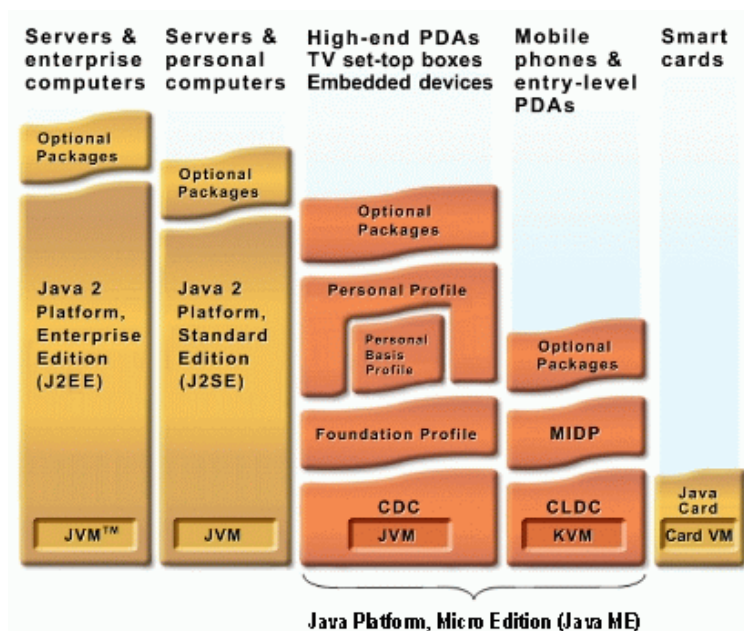 Servers &
enterprise
computers
Servers &
personal
computers
High-end PDAs
TV set-top boxes
Embedded devices
Mobile
phones &
entry-level
PDAs
Smart
cards
Optional
Packages
Java 2
Platform,
Enterprise
Edition
(J2EE)
JVM™
Optional
Packages
Java 2
Platform,
Standard
Edition
(J2SE)
JVM
Optional
Packages
Personal Profile
Personal
Basis
Profile
Foundation Profile
CDC
JVM
Optional
Packages
MIDP
CLDC
KVM
Java
Card
Card VM
Java Platform, Micro Edition (Java ME)